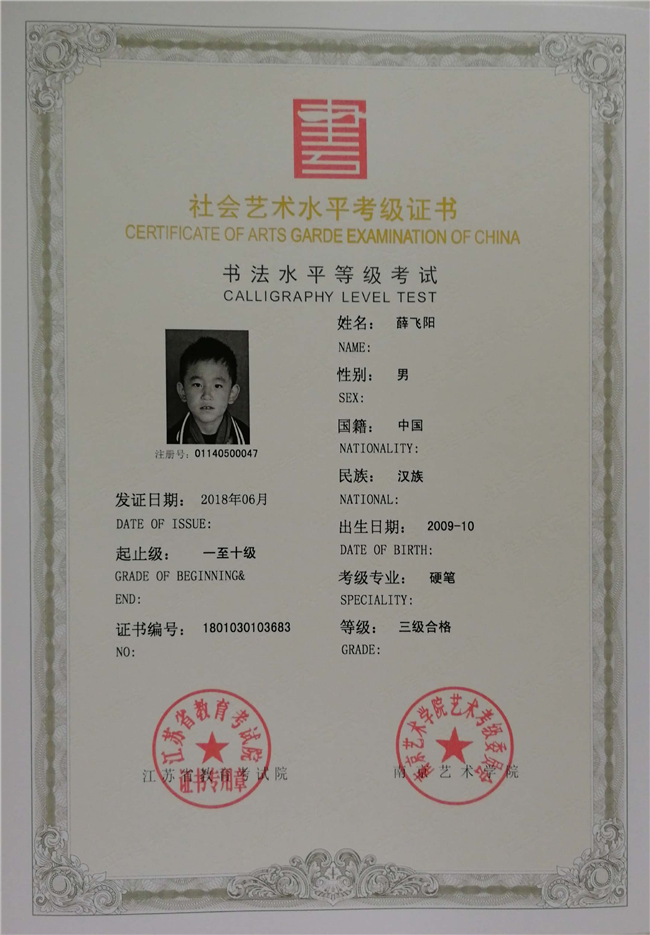 社会艺术水平考级证书
CERTIFICATE OF ARTS GARDE EXAMINATION OF CHINA
书法水平等级考试
CALLIGRAPHY LEVEL TEST
姓名： 薛飞阳
NAME:
性别： 男
SEX:
国籍： 中国
NATIONALITY:
民族： 汉族
NATIONAL:
出生日期： 2009-10
DATE OF BIRTH:
考级专业： 硬笔
SPECIALITY:
等级： 三级合格
GRADE:
注册号：01140500047
发证日期： 2018年06月
DATE OF ISSUE:
起止级： 一至十级
GRADE OF BEGINNING&
END:
证书编号： 1801030103683
NO:
江苏省教育考试院
江苏省教育考试院
证书专用章
南京艺术学院
南京艺术学院艺术考级委员会